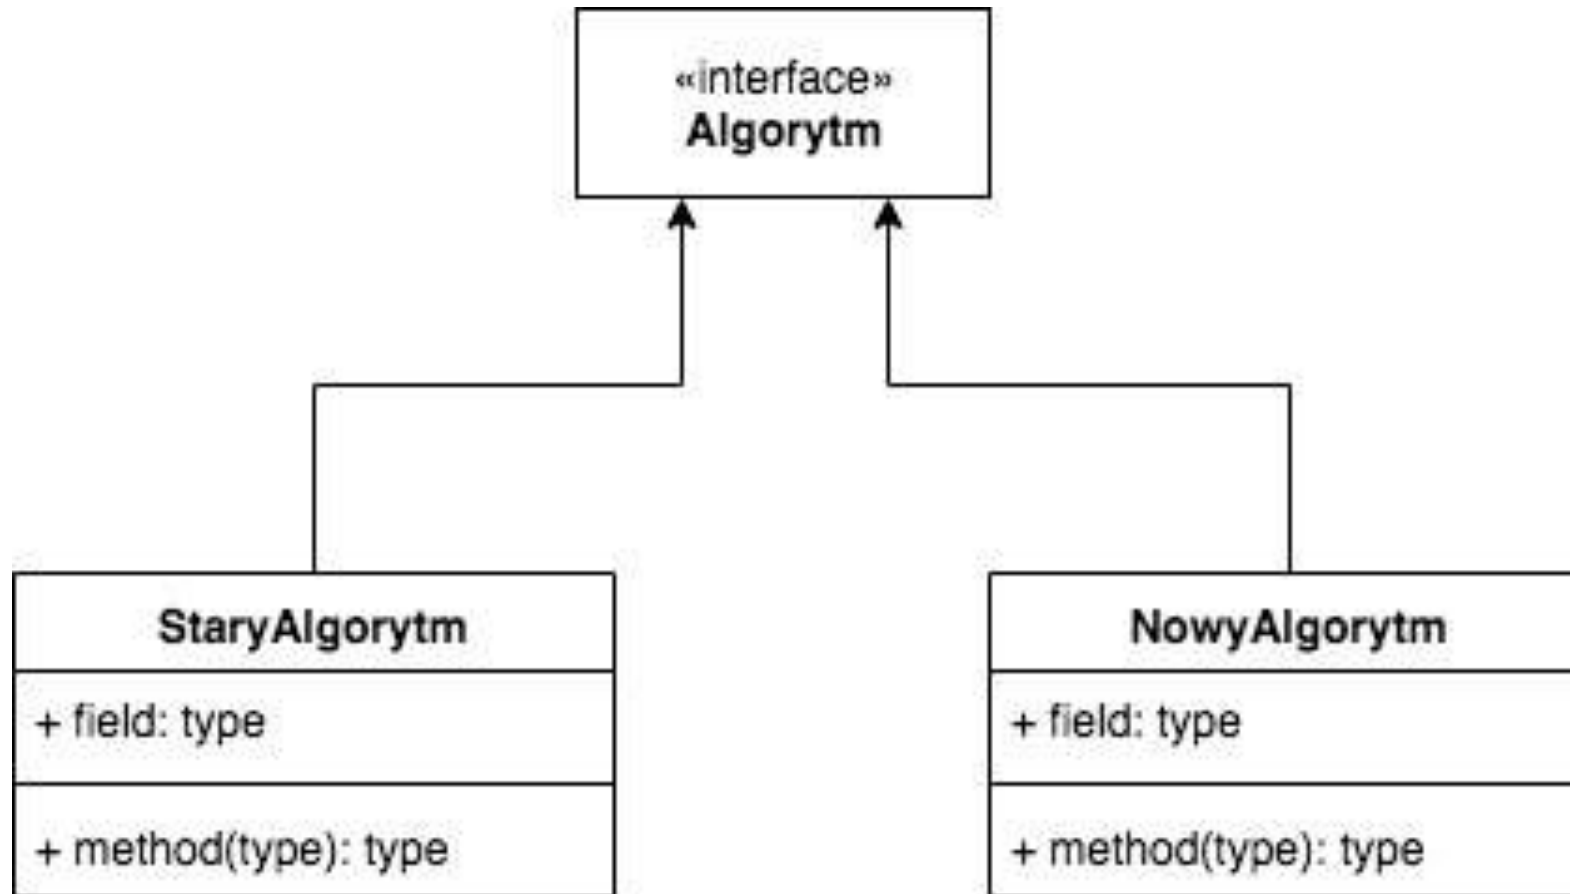 «interface»
Algorytm
StaryAlgorytm
+ field: type
+ method(type): type
NowyAlgorytm
+ field: type
+ method(type): type